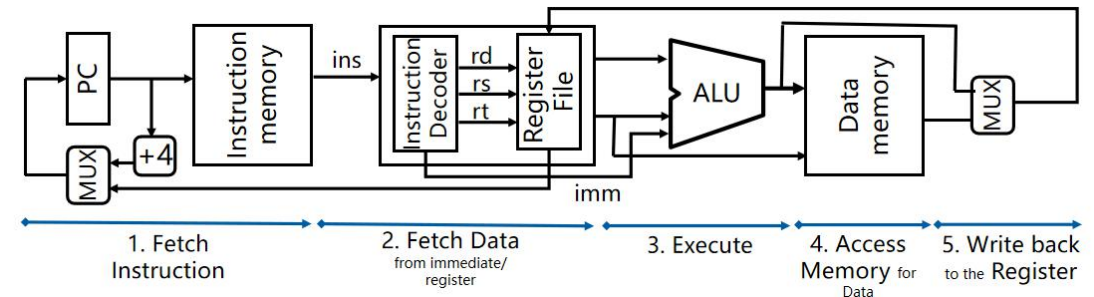 PC
+4
MUX
Instruction
memory
ins
Instruction
Decoder
rd
rs
rt
Register
File
imm
ALU
Data
memory
MUX
1. Fetch
Instruction
2. Fetch Data
from immediate/
register
3. Execute
4. Access
Memory for
Data
5. Write back
to the Register